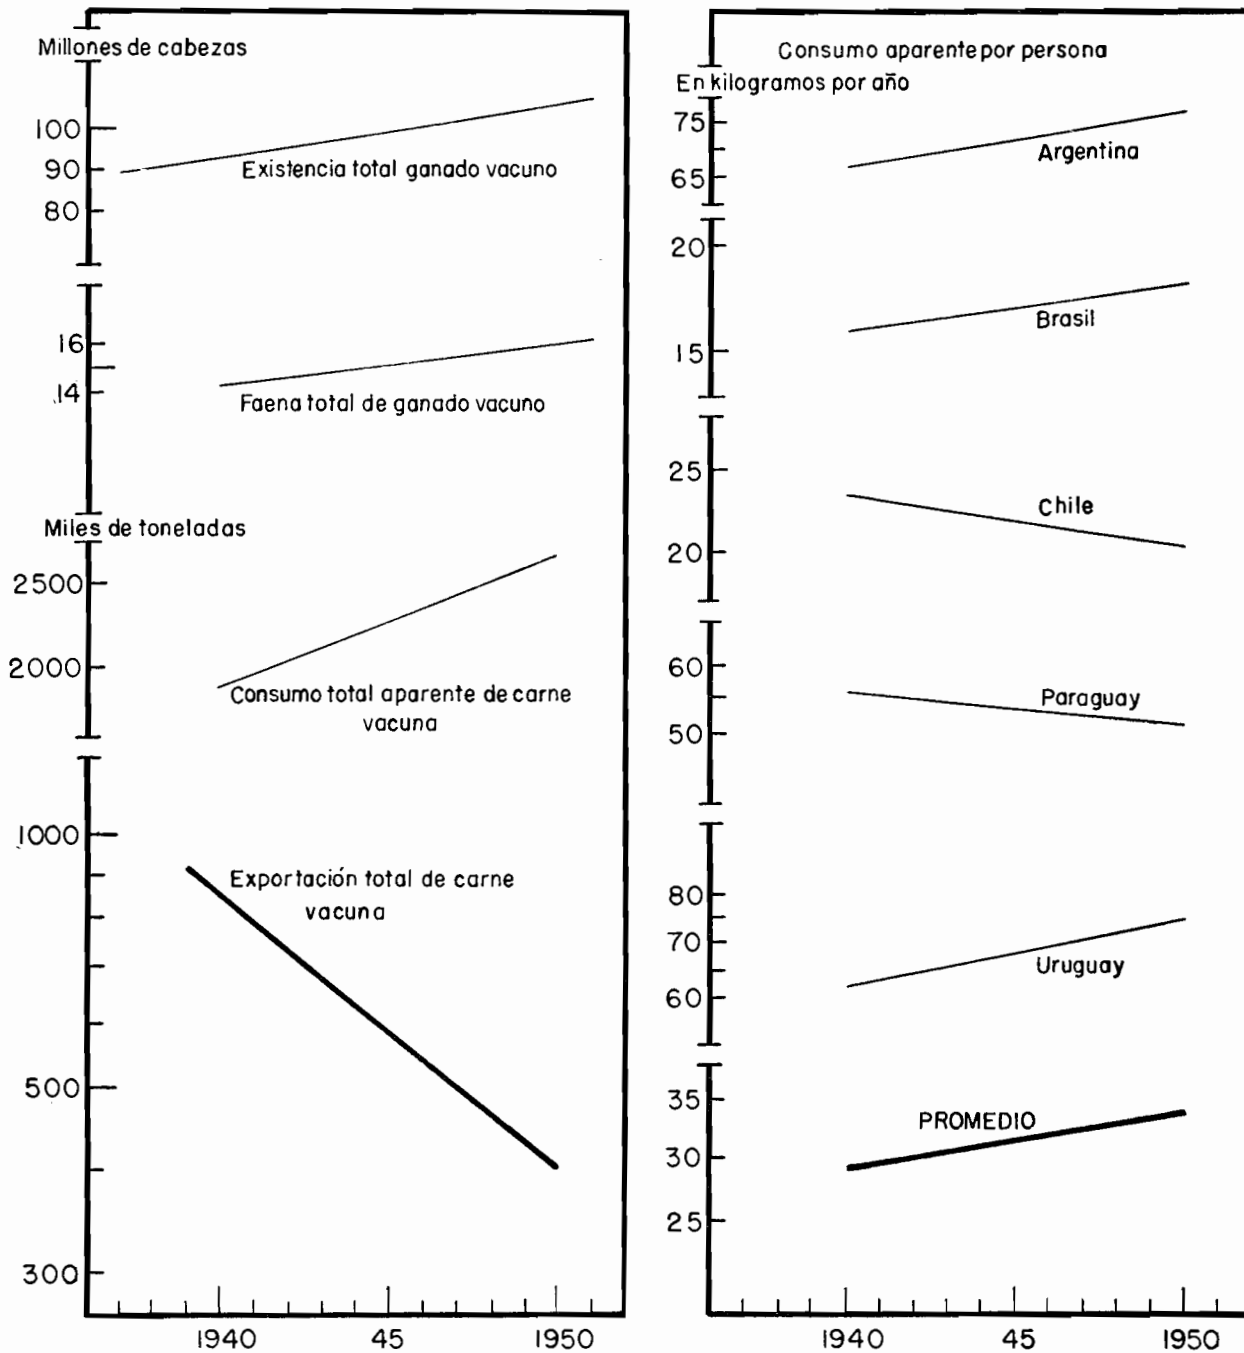 Millones de cabezas
100
90
80
Existencia total ganado vacuno
16
14
Faena total de ganado vacuno
Miles de toneladas
2500
2000
Consumo total aparente de carne
vacuna
1000
Exportación total de carne
vacuna
500
300
1940 45 1950
Consumo aparente por persona
En kilogramos por año
75
65
Argentina
20
15
Brasil
25
20
Chile
60
50
Paraguay
80
70
60
Uruguay
35
30
25
PROMEDIO
1940 45 1950